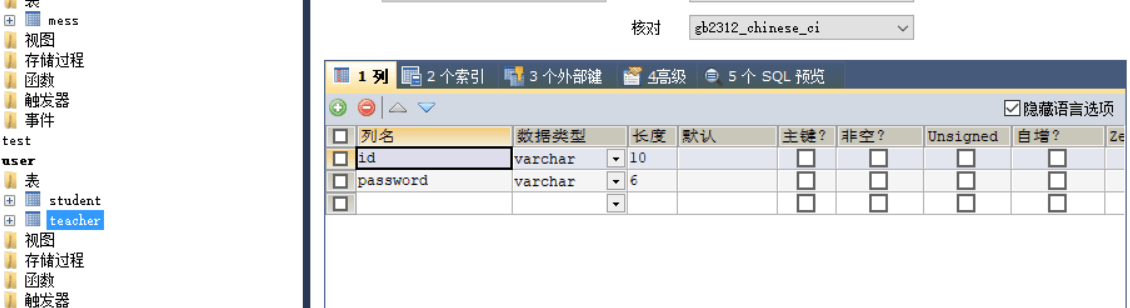 表
mess
视图
存储过程
函数
触发器
事件
test
user
表
student
teacher
视图
存储过程
函数
触发器
核对 gb2312_chinese_ci
1 列 2 个索引 3 个外部键 4高级 5 个 SQL 预览
隐藏语言选项
列名 数据类型 长度 默认 主键? 非空? Unsigned 自增? Ze
id varchar 10
password varchar 6